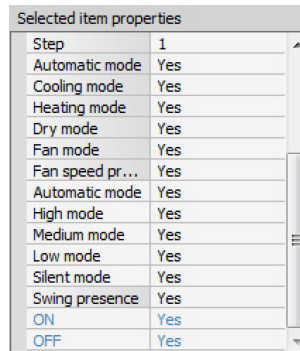 Selected item properties
Step 1
Automatic mode Yes
Cooling mode Yes
Heating mode Yes
Dry mode Yes
Fan mode Yes
Fan speed pr... Yes
Automatic mode Yes
High mode Yes
Medium mode Yes
Low mode Yes
Silent mode Yes
Swing presence Yes
ON Yes
OFF Yes